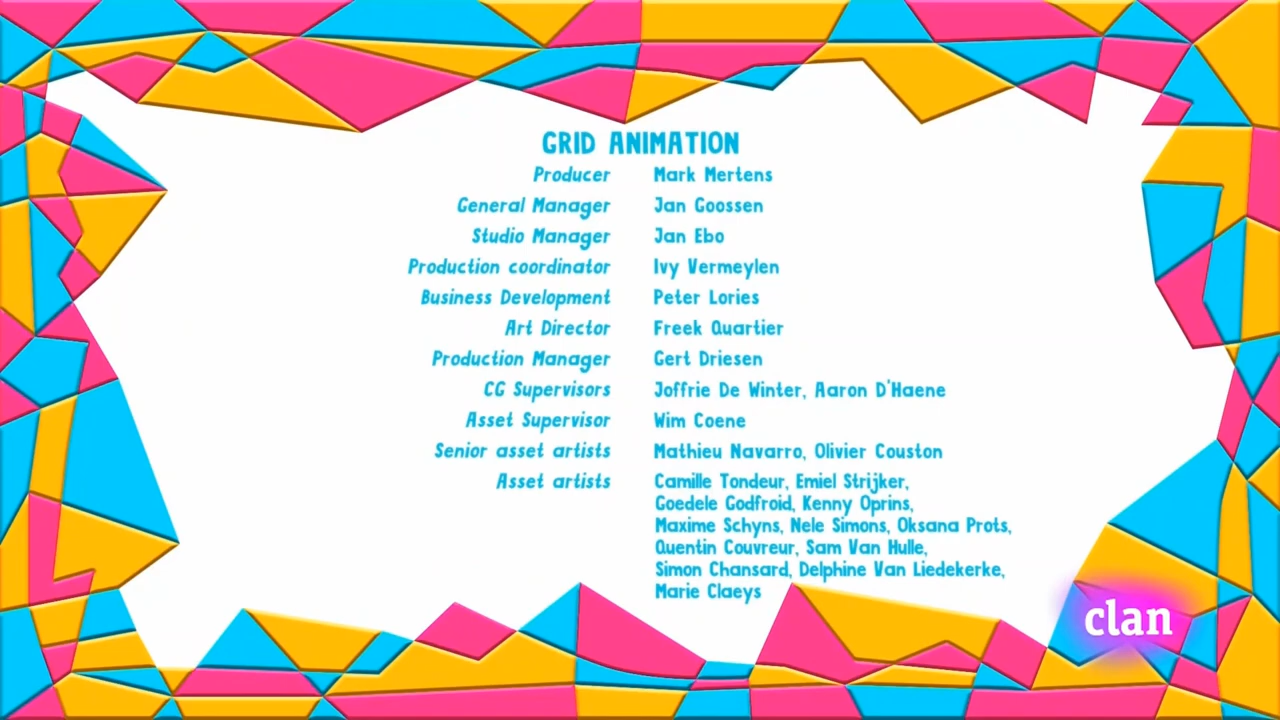 GRID ANIMATION
Producer Mark Mertens
General Manager Jan Goossen
Studio Manager Jan Ebo
Production coordinator Ivy Vermeylen
Business Development Peter Lories
Art Director Freek Quartier
Production Manager Gert Driesen
CG Supervisors Joffrie De Winter, Aaron D'Haene
Asset Supervisor Wim Coene
Senior asset artists Mathieu Navarro, Olivier Couston
Asset artists Camille Tondeur, Emiel Strijker,
Goedele Godfroid, Kenny Oprins,
Maxime Schyns, Nele Simons, Oksana Prots,
Quentin Couvreur, Sam Van Hulle,
Simon Chansard, Delphine Van Liedekerke,
Marie Claeys
clan